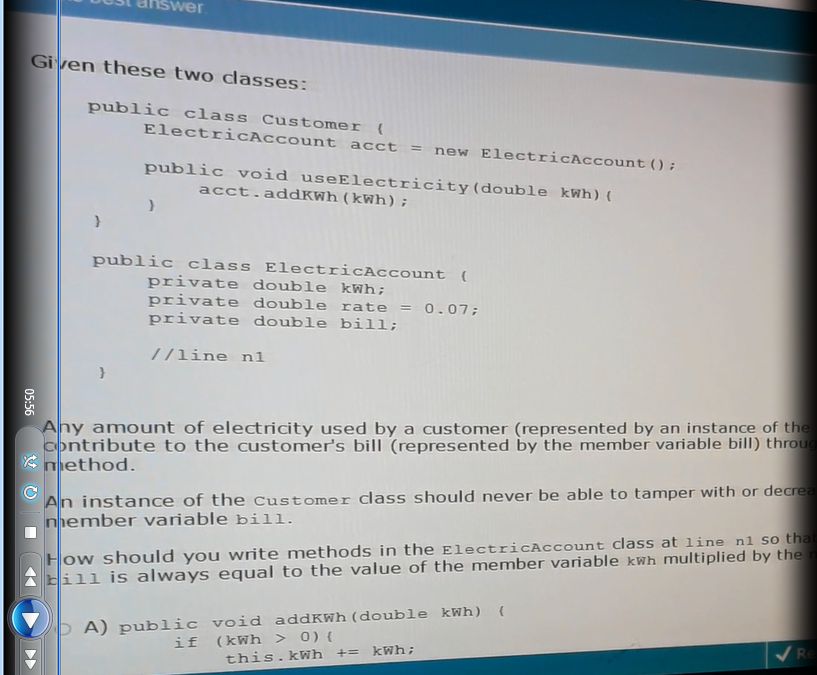 best answer
Given these two classes:
public class Customer {
ElectricAccount acct = new ElectricAccount();
public void useElectricity(double kWh){
acct.addKWh(kWh);
}
}
public class ElectricAccount {
private double kWh;
private double rate = 0.07;
private double bill;
//line n1
}
Any amount of electricity used by a customer (represented by an instance of the
contribute to the customer's bill (represented by the member variable bill)
method.
An instance of the Customer class should never be able to tamper with or
member variable bill.
How should you write methods in the ElectricAccount class at line n1 so
bill is always equal to the value of the member variable kWh multiplied by the
A) public void addKWh(double kWh) {
if (kWh > 0){
this.kWh += kWh;
05:56